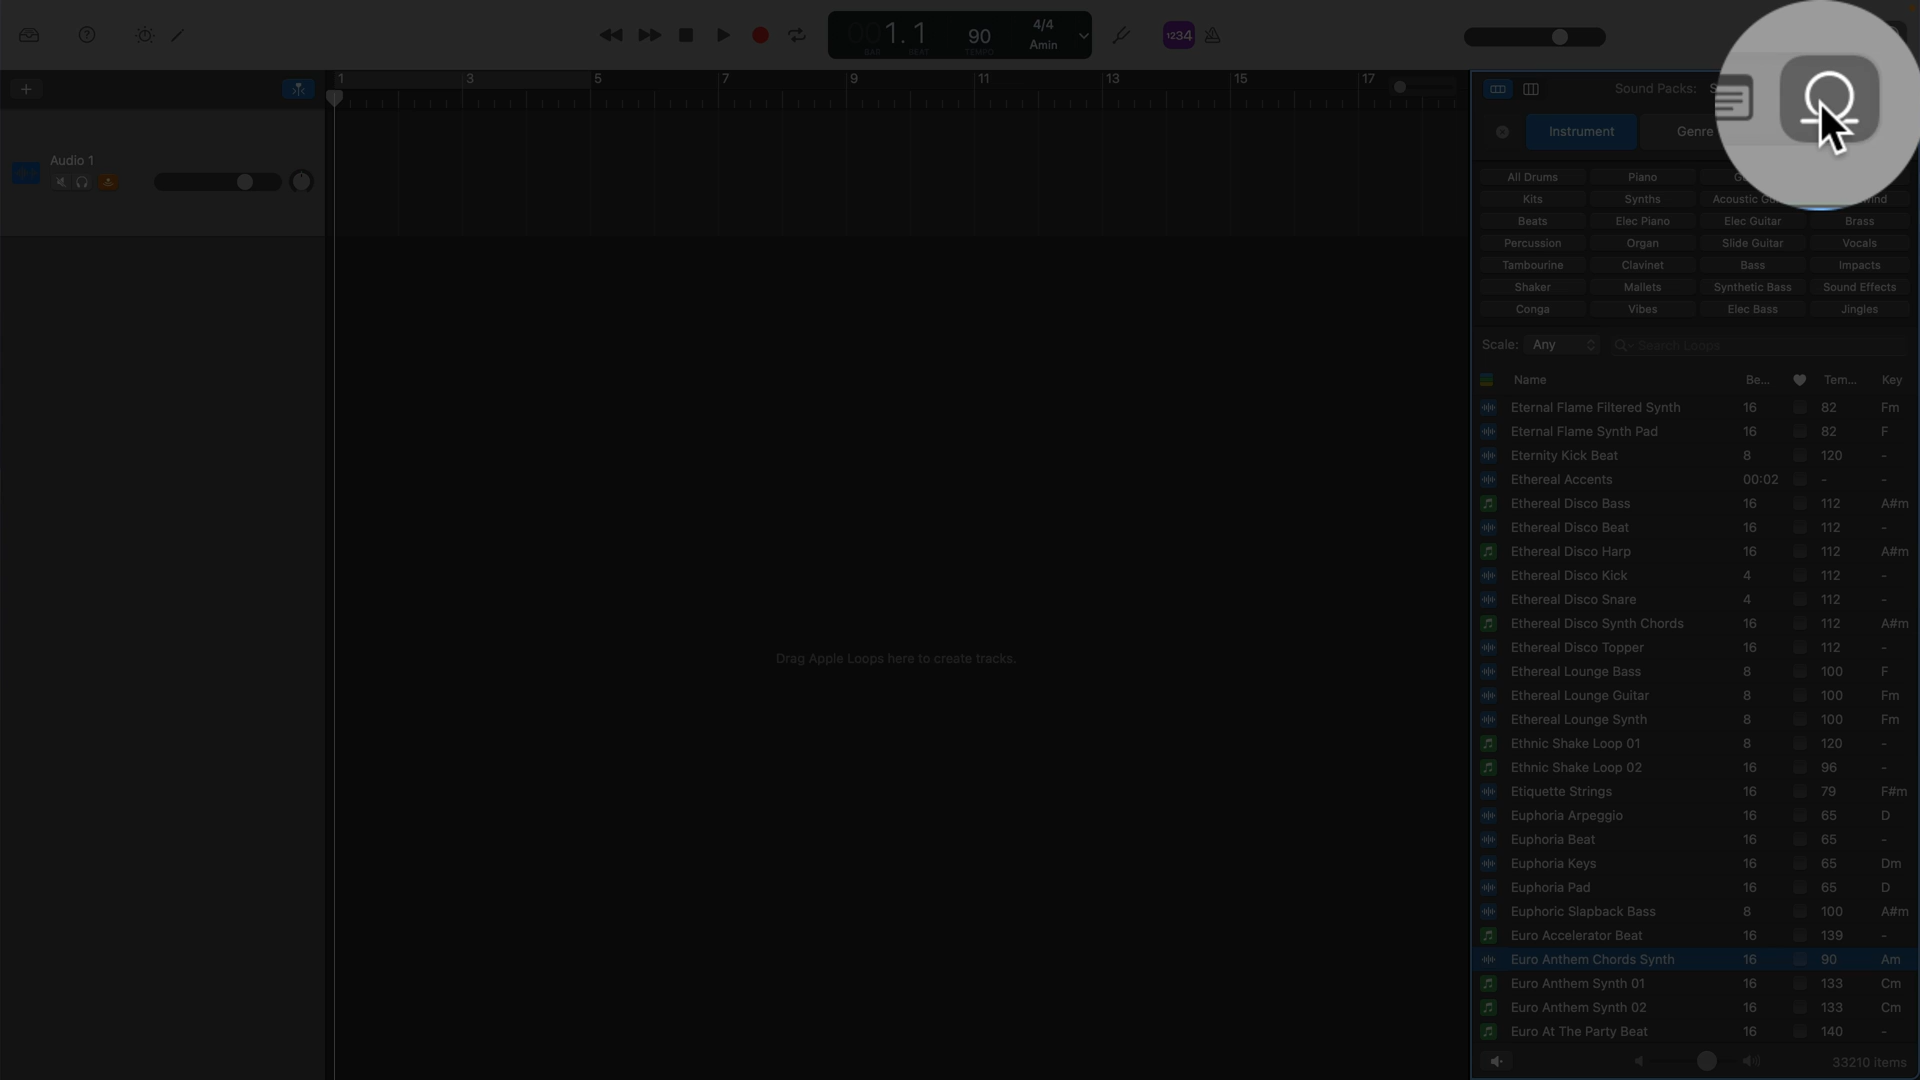 001. 1
BAR
BEAT
90
TEMPO
4/4
Amin
1234
1
3
5
7
9
11
13
15
17
Sound Packs:
Audio 1
Instrument
Genre
All Drums
Piano
Kits
Synths
Acoustic
Beats
Elec Piano
Elec Guitar
Brass
Percussion
Organ
Slide Guitar
Vocals
Tambourine
Clavinet
Bass
Impacts
Shaker
Mallets
Synthetic Bass
Sound Effects
Conga
Vibes
Elec Bass
Jingles
Scale: Any
Search Loops
Name Be... Tem... Key
Eternal Flame Filtered Synth 16 82 Fm
Eternal Flame Synth Pad 16 82 F
Eternity Kick Beat 8 120 -
Ethereal Accents 00:02 - -
Ethereal Disco Bass 16 112 A#m
Ethereal Disco Beat 16 112 -
Ethereal Disco Harp 16 112 A#m
Ethereal Disco Kick 4 112 -
Ethereal Disco Snare 4 112 -
Ethereal Disco Synth Chords 16 112 A#m
Ethereal Disco Topper 16 112 -
Drag Apple Loops here to create tracks.
Ethereal Lounge Bass 8 100 F
Ethereal Lounge Guitar 8 100 Fm
Ethereal Lounge Synth 8 100 Fm
Ethnic Shake Loop 01 8 120 -
Ethnic Shake Loop 02 16 96 -
Etiquette Strings 16 79 F#m
Euphoria Arpeggio 16 65 D
Euphoria Beat 16 65 -
Euphoria Keys 16 65 Dm
Euphoria Pad 16 65 D
Euphoric Slapback Bass 8 100 A#m
Euro Accelerator Beat 16 139 -
Euro Anthem Chords Synth 16 90 Am
Euro Anthem Synth 01 16 133 Cm
Euro Anthem Synth 02 16 133 Cm
Euro At The Party Beat 16 140 -
33210 items